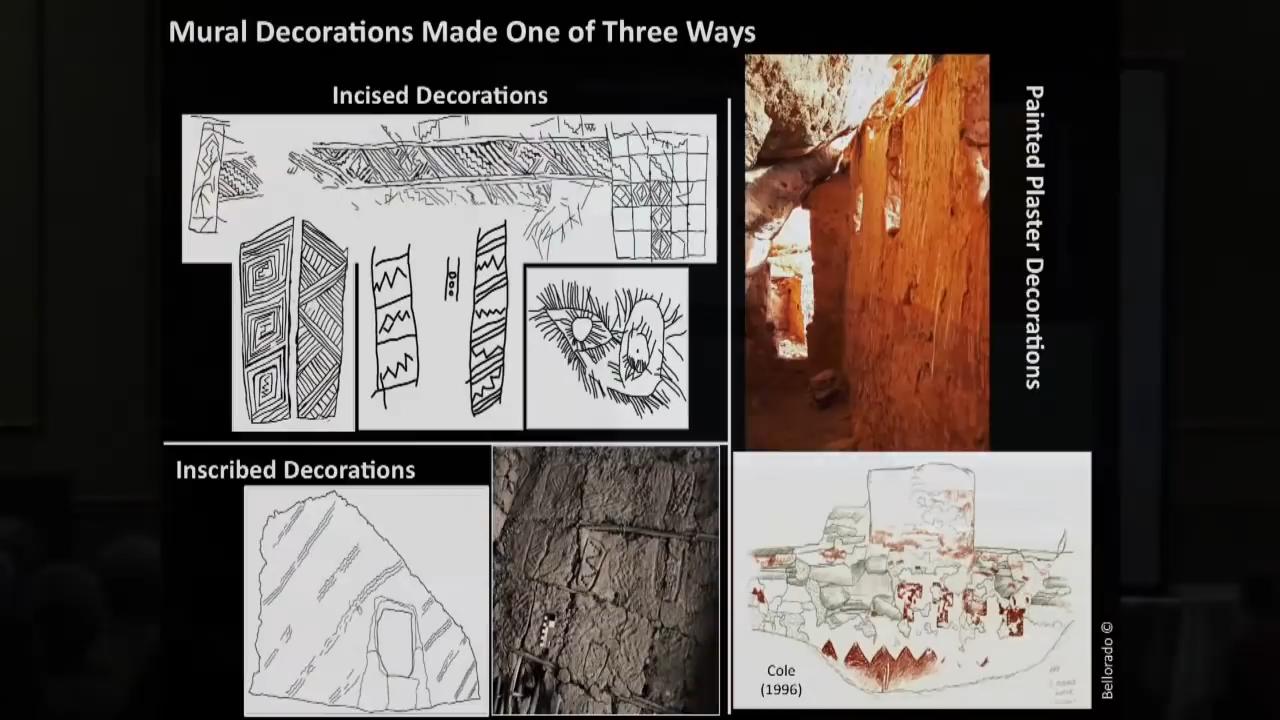 Mural Decorations Made One of Three Ways
Incised Decorations
Painted Plaster Decorations
Inscribed Decorations
Cole
(1996)
Bellorado ©